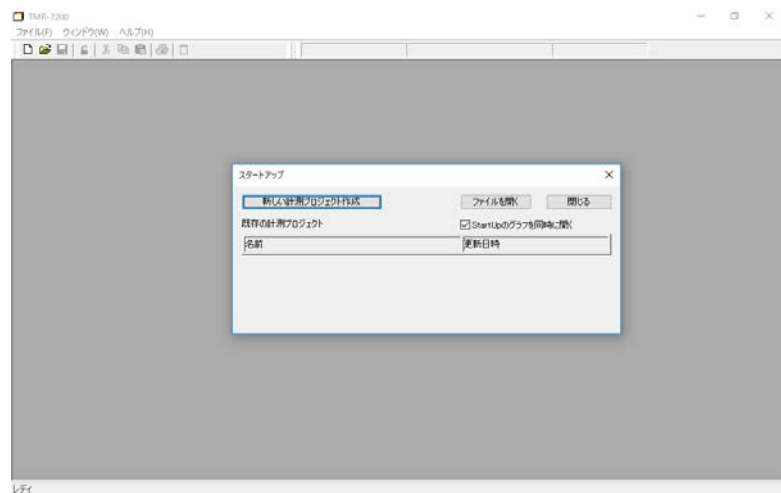 TMR-7200
ファイル(F) ウィンドウ(W) ヘルプ(H)
スタートアップ
新しい計測プロジェクト作成
ファイルを開く
閉じる
既存の計測プロジェクト
StartUpのグラフを同時に開く
名前
更新日時
レディ